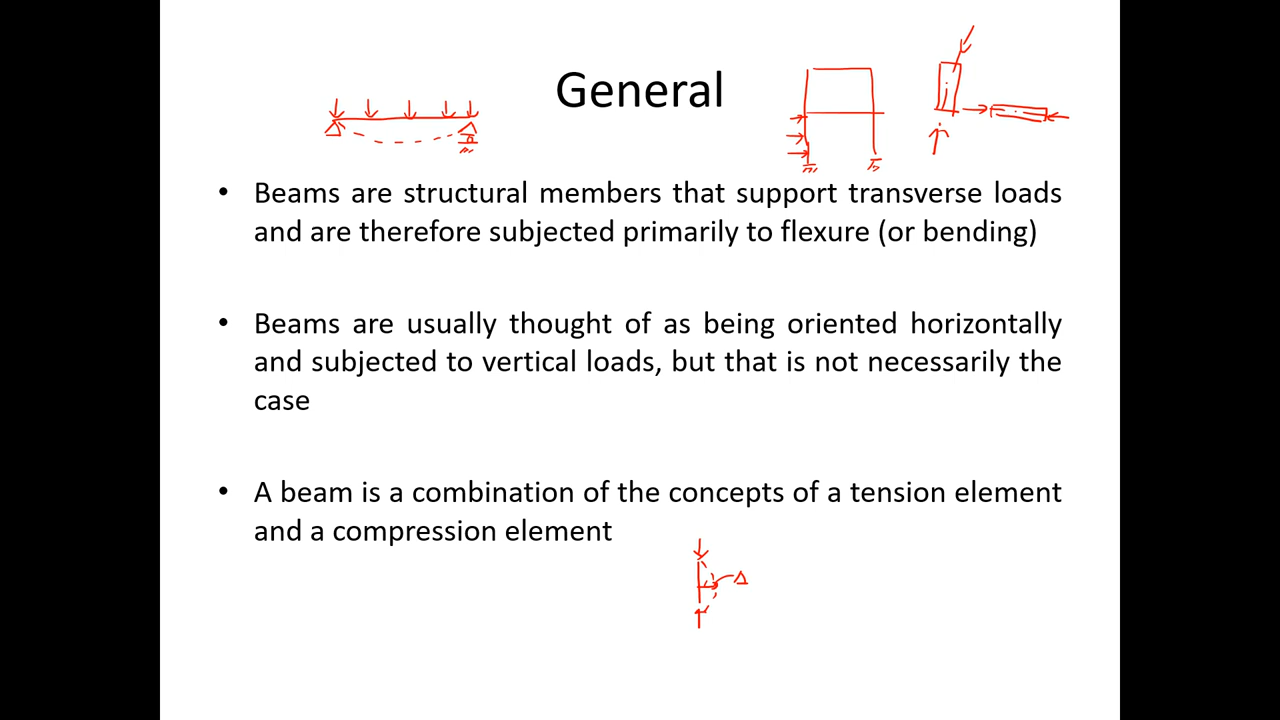 General
• Beams are structural members that support transverse loads
and are therefore subjected primarily to flexure (or bending)
• Beams are usually thought of as being oriented horizontally
and subjected to vertical loads, but that is not necessarily the
case
• A beam is a combination of the concepts of a tension element
and a compression element
Δ